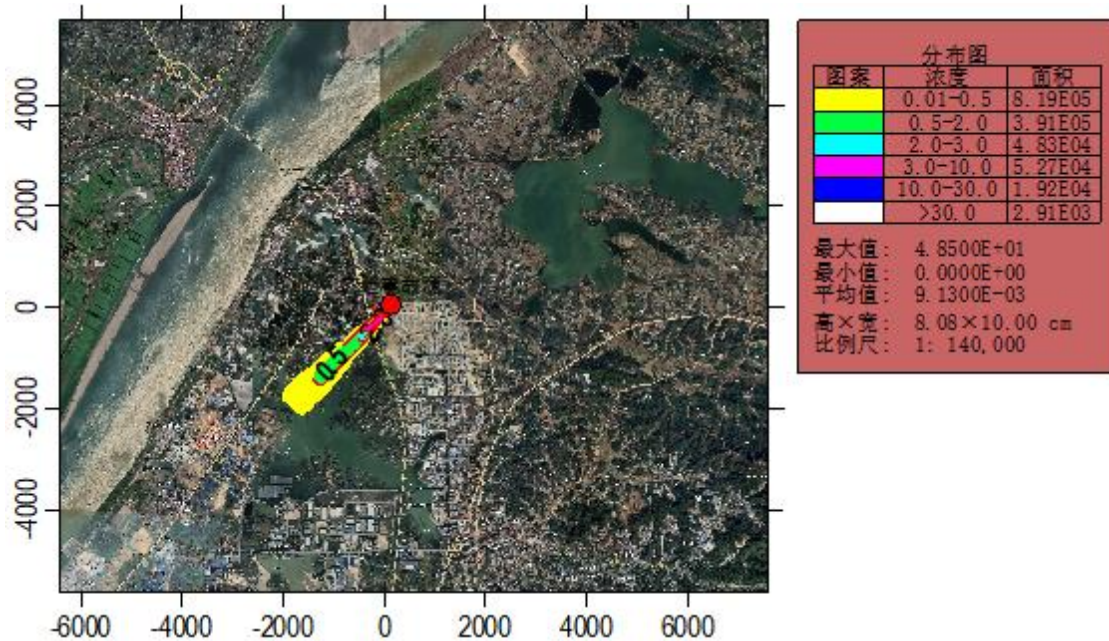 分布图
图案 浓度 面积
0.01-0.5 8.19E05
0.5-2.0 3.91E05
2.0-3.0 4.83E04
3.0-10.0 5.27E04
10.0-30.0 1.92E04
>30.0 2.91E03
最大值: 4.8500E+01
最小值: 0.0000E+00
平均值: 9.1300E-03
高×宽: 8.08×10.00 cm
比例尺: 1: 140,000
4000
2000
0
-2000
-4000
0.5
-6000 -4000 -2000 0 2000 4000 6000